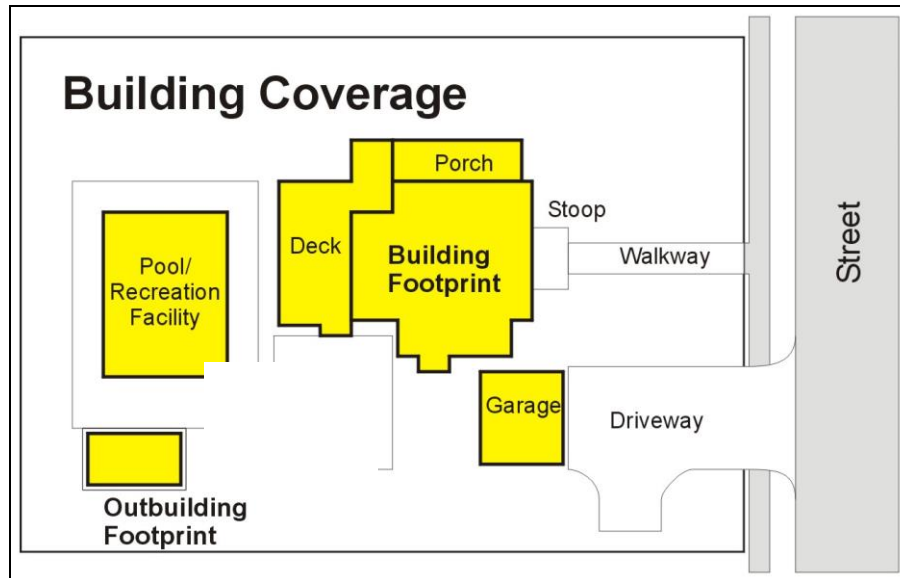 Building Coverage
Porch
Stoop
Deck
Building
Footprint
Walkway
Street
Pool/
Recreation
Facility
Garage
Driveway
Outbuilding
Footprint